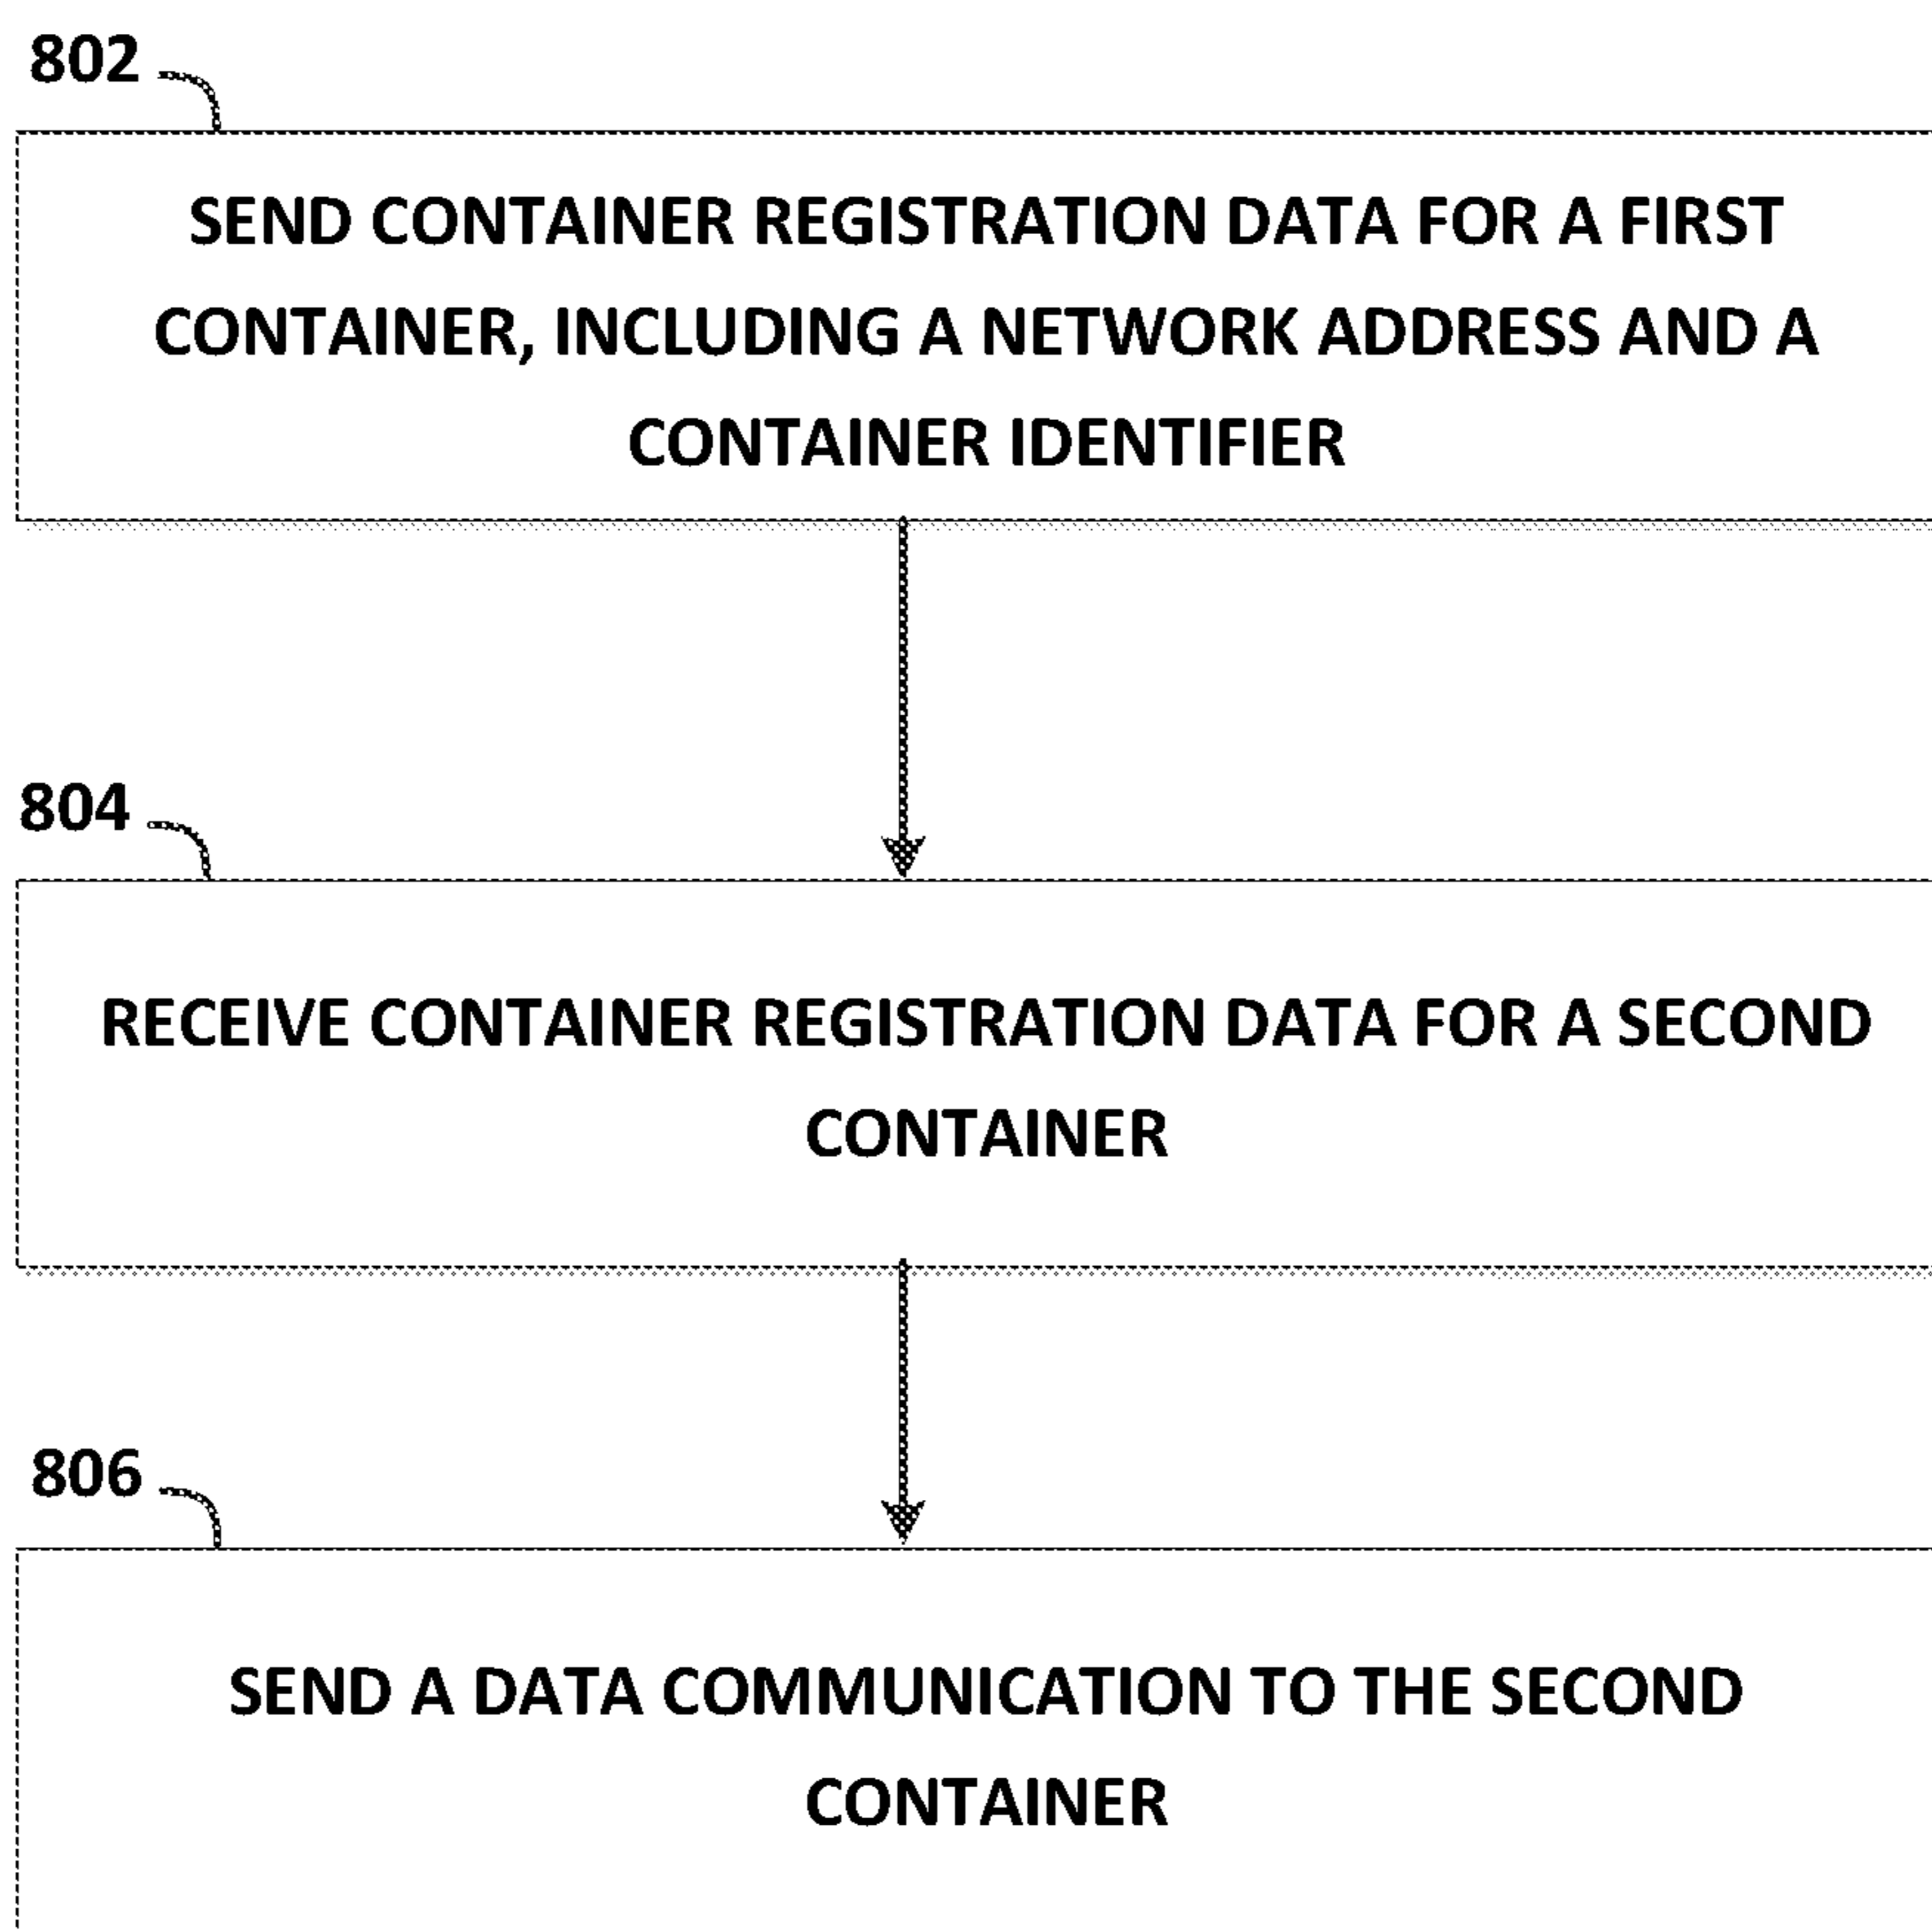 802
SEND CONTAINER REGISTRATION DATA FOR A FIRST
CONTAINER, INCLUDING A NETWORK ADDRESS AND A
CONTAINER IDENTIFIER
804
RECEIVE CONTAINER REGISTRATION DATA FOR A SECOND
CONTAINER
806
SEND A DATA COMMUNICATION TO THE SECOND
CONTAINER